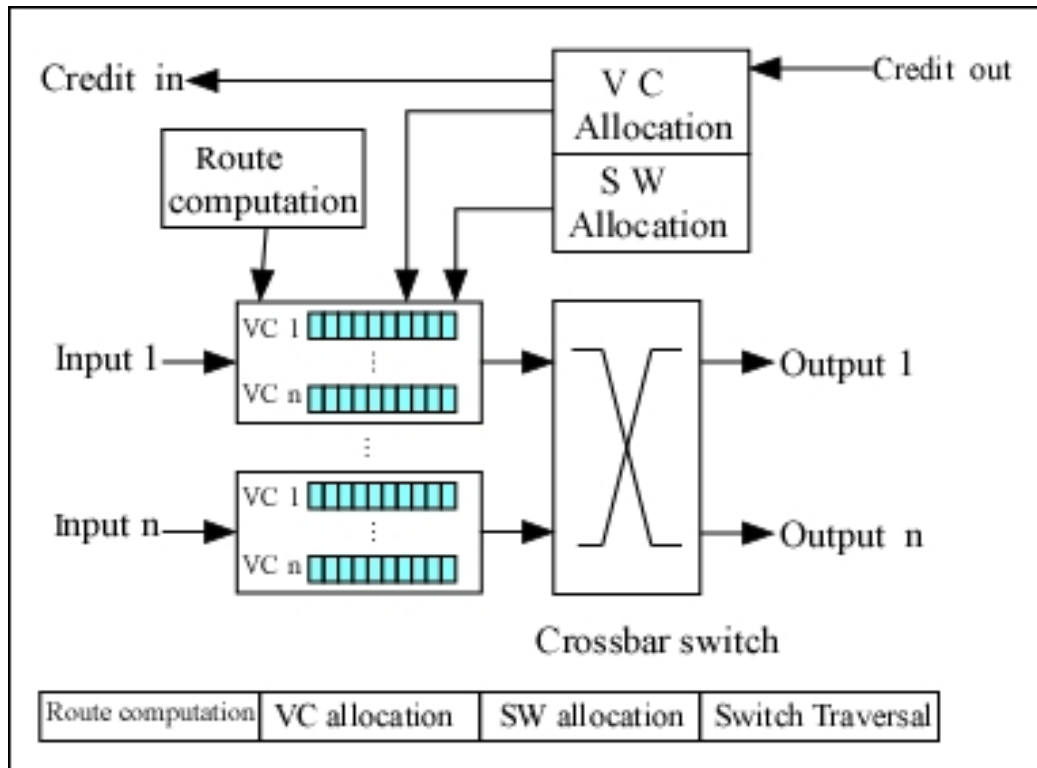 Credit in
V C
Allocation
Credit out
Route
computation
S W
Allocation
VC 1
Input 1
VC n
Output 1
VC 1
Input n
VC n
Output n
Crossbar switch
Route computation VC allocation SW allocation Switch Traversal